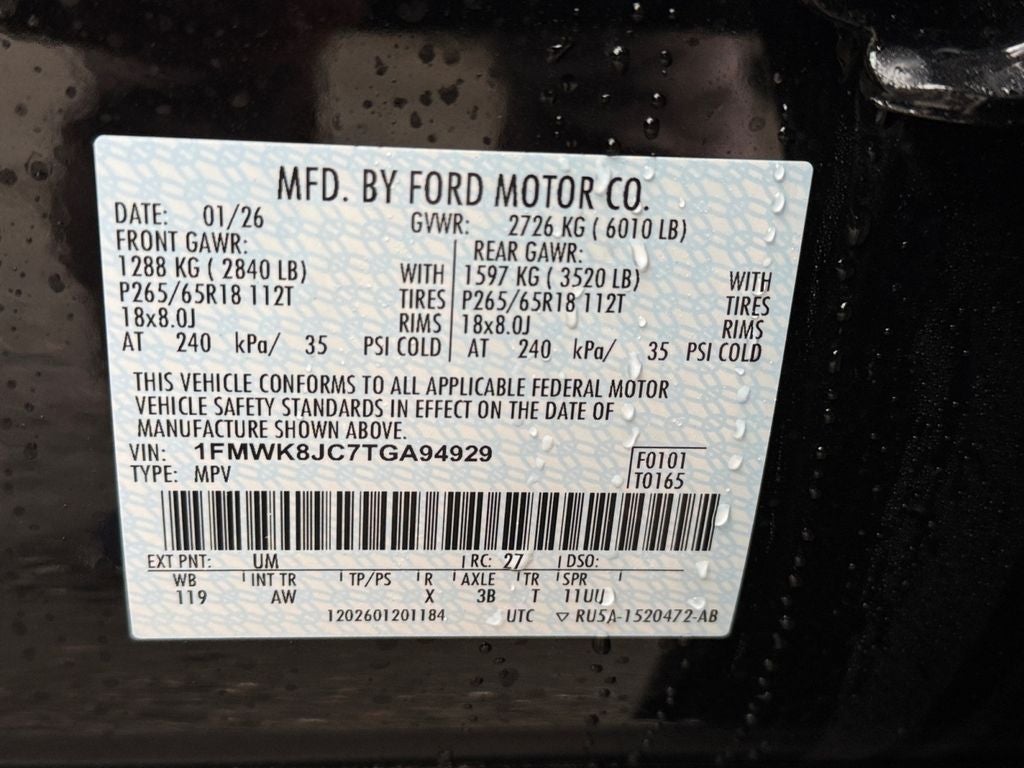 MFD. BY FORD MOTOR CO.
DATE: 01/26 GVWR: 2726 KG ( 6010 LB)
FRONT GAWR: REAR GAWR:
1288 KG ( 2840 LB) WITH 1597 KG ( 3520 LB) WITH
P265/65R18 112T TIRES P265/65R18 112T TIRES
18x8.0J RIMS 18x8.0J RIMS
AT 240 kPa/ 35 PSI COLD AT 240 kPa/ 35 PSI COLD
THIS VEHICLE CONFORMS TO ALL APPLICABLE FEDERAL MOTOR
VEHICLE SAFETY STANDARDS IN EFFECT ON THE DATE OF
MANUFACTURE SHOWN ABOVE.
VIN: 1FMWK8JC7TGA94929 F0101
TYPE: MPV T0165
EXT PNT: UM RC: 27 DSO:
WB INT TR TP/PS R AXLE TR SPR
119 AW X 3B T 11UU
1202601201184 UTC ▽ RU5A-1520472-AB